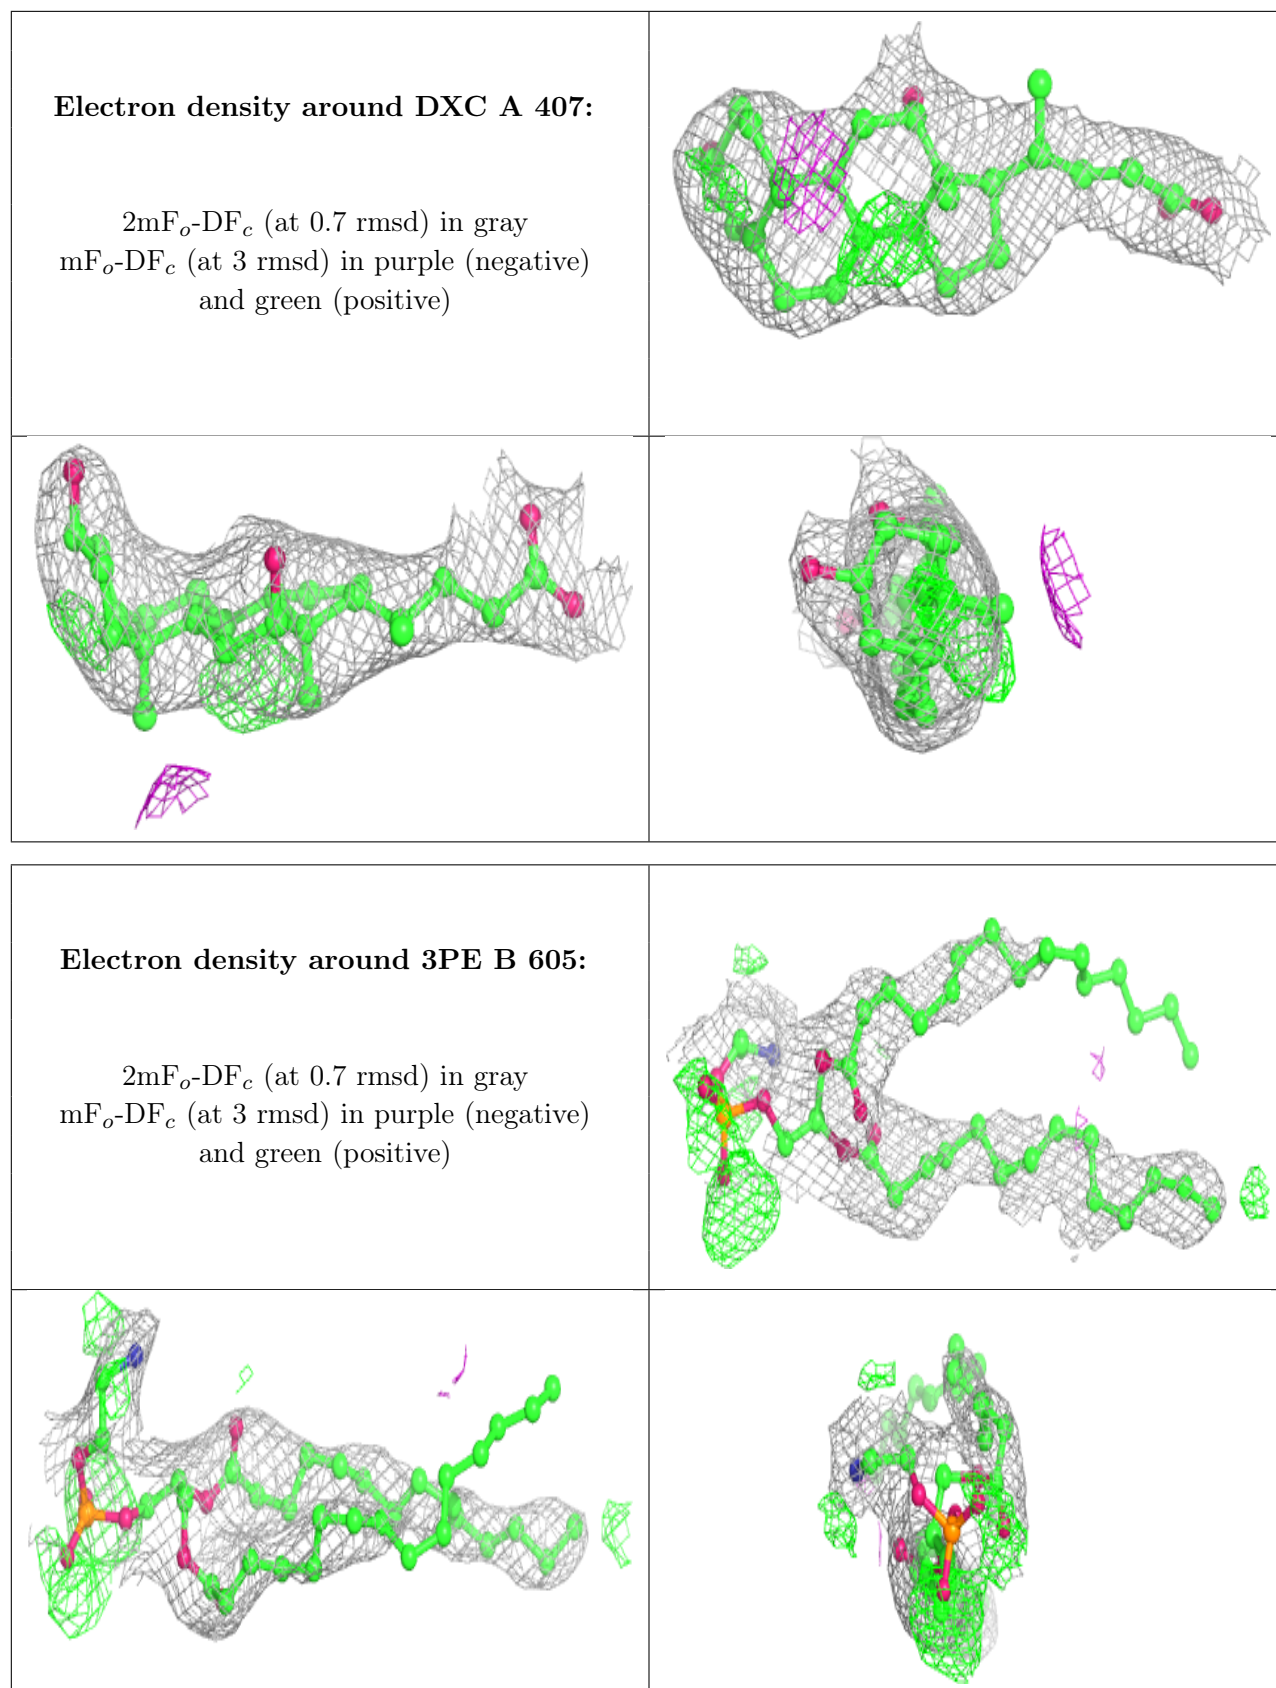 Electron density around DXC A 407:
2mFo-DFc (at 0.7 rmsd) in gray
mFo-DFc (at 3 rmsd) in purple (negative)
and green (positive)
Electron density around 3PE B 605:
2mFo-DFc (at 0.7 rmsd) in gray
mFo-DFc (at 3 rmsd) in purple (negative)
and green (positive)